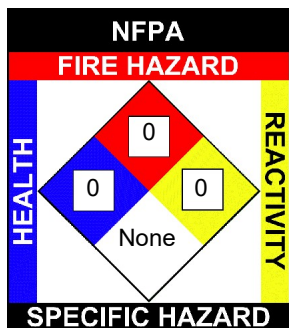 NFPA
FIRE HAZARD
0
HEALTH
0
0
REACTIVITY
None
SPECIFIC HAZARD